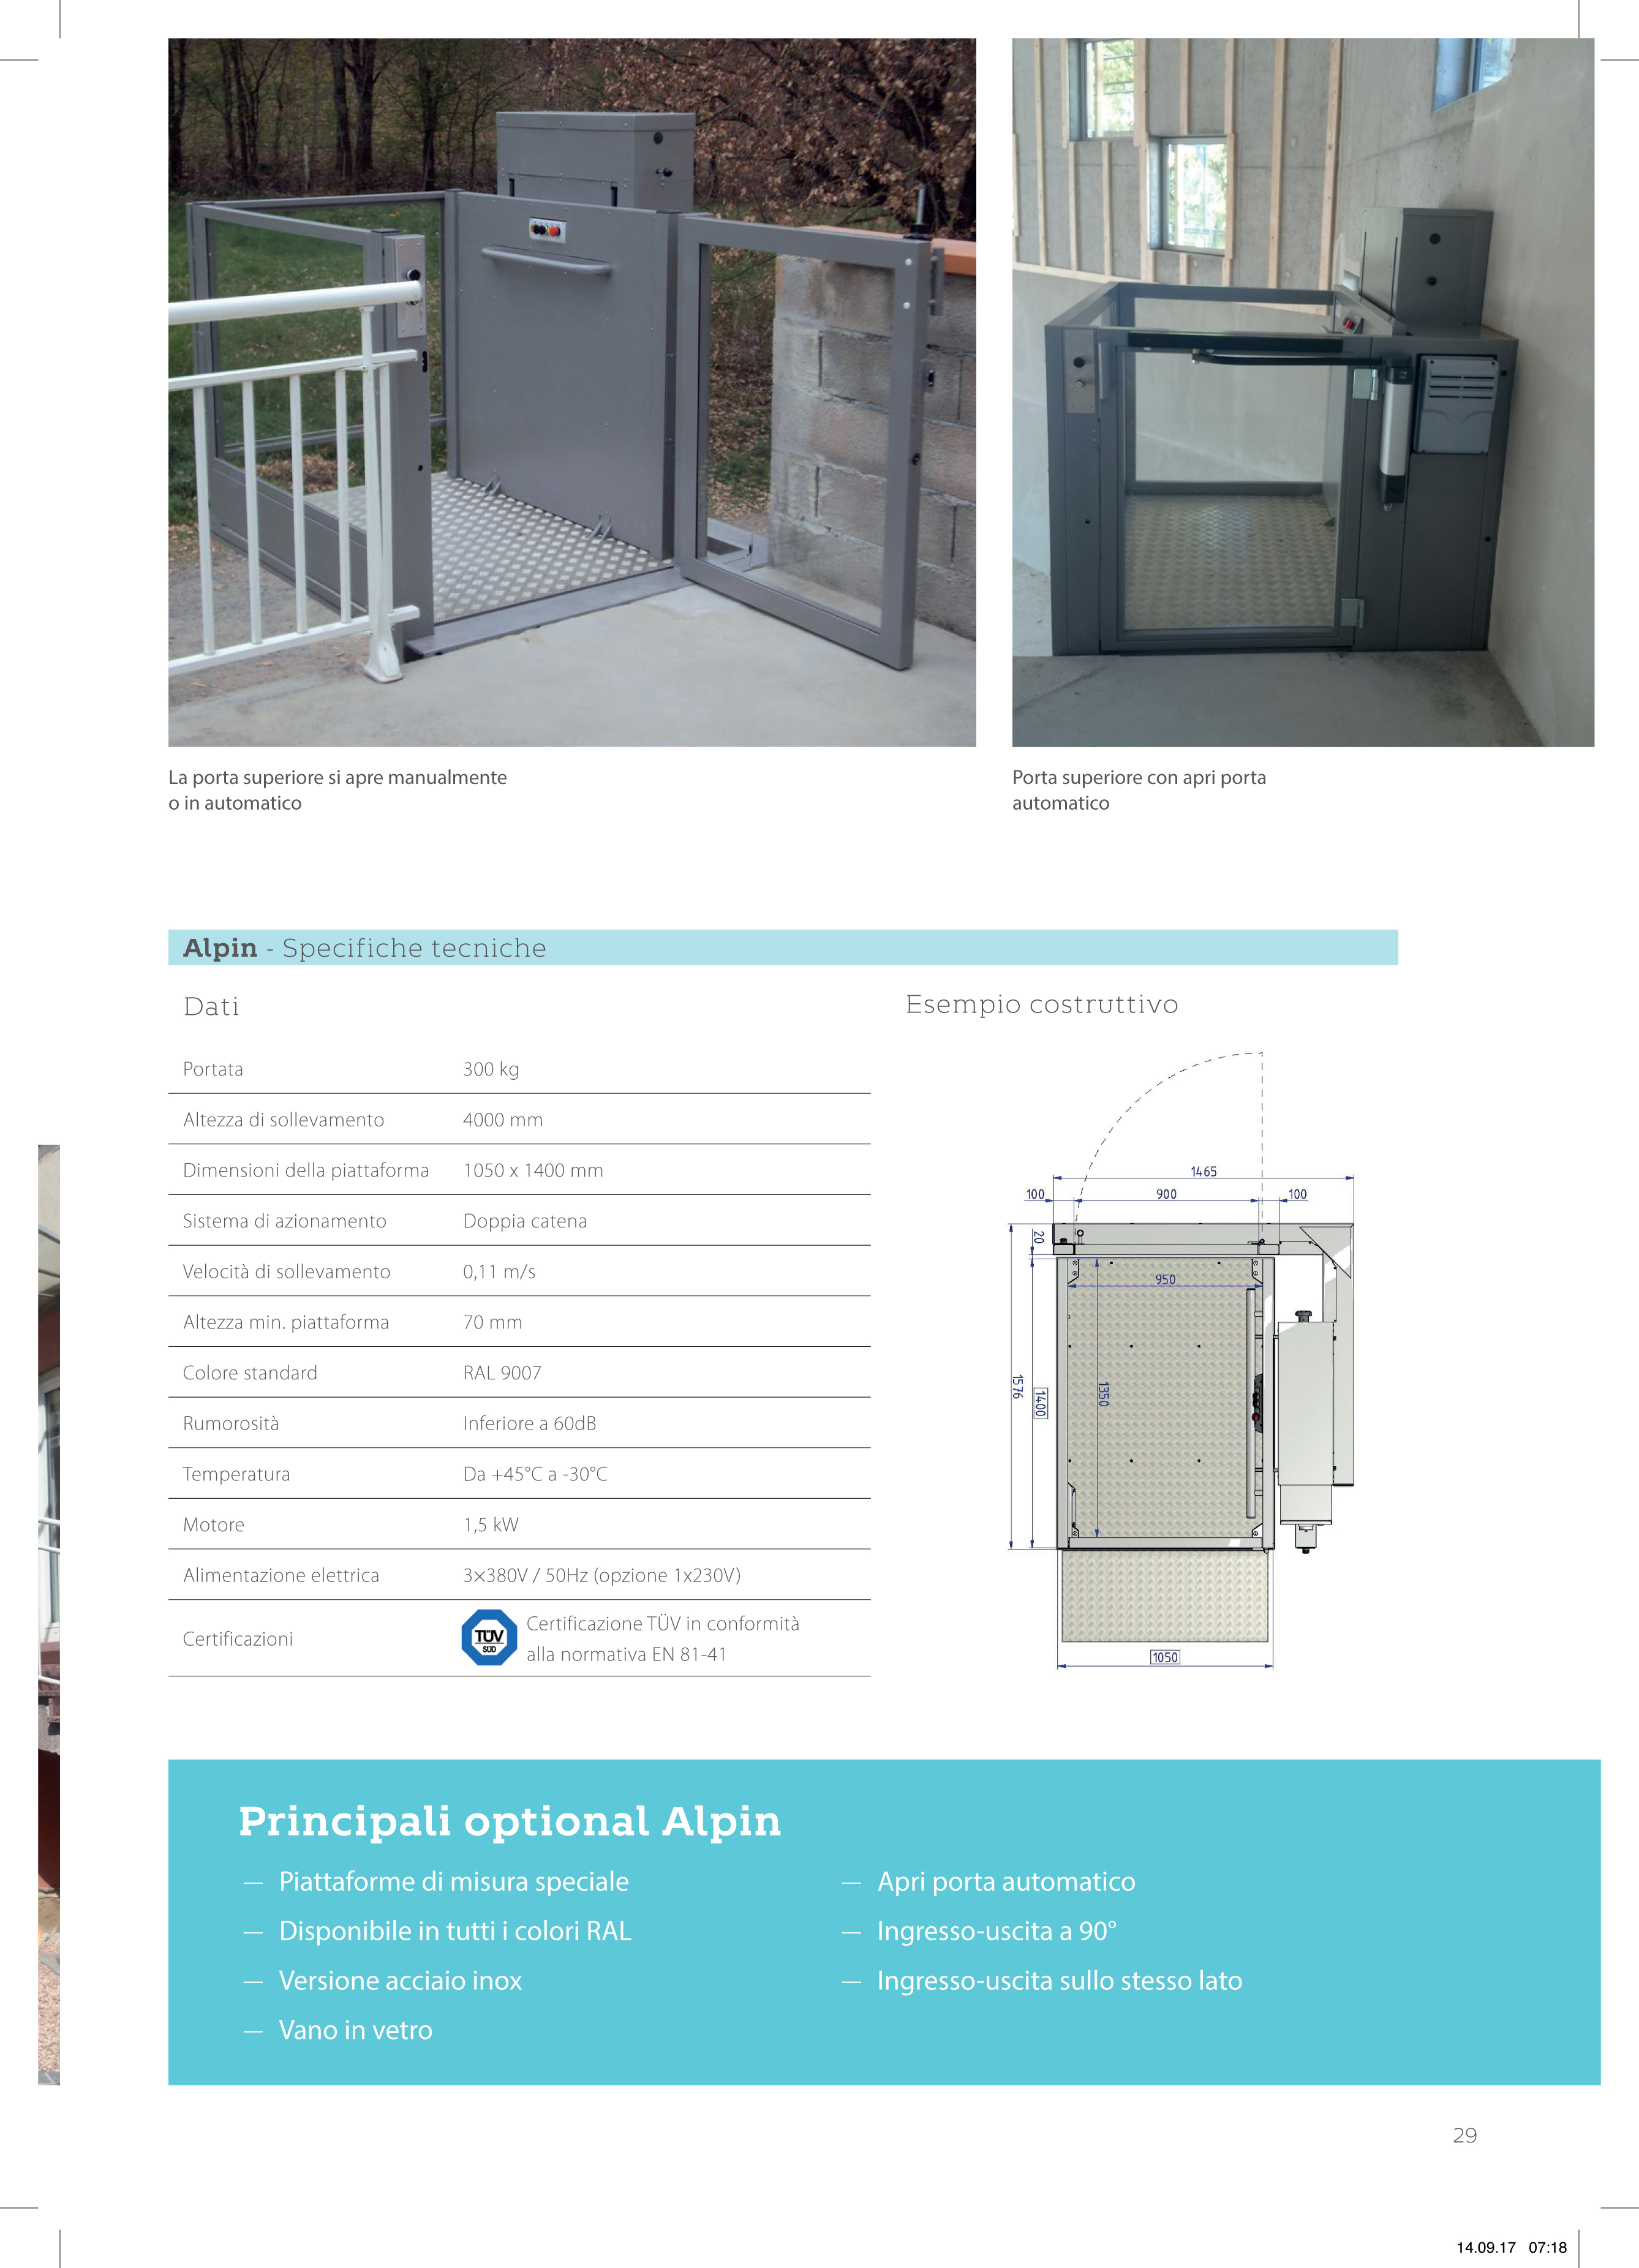 La porta superiore si apre manualmente
o in automatico
Porta superiore con apri porta
automatico
Alpin - Specifiche tecniche
Dati
Portata 300 kg
Altezza di sollevamento 4000 mm
Dimensioni della piattaforma 1050 x 1400 mm
Sistema di azionamento Doppia catena
Velocità di sollevamento 0,11 m/s
Altezza min. piattaforma 70 mm
Colore standard RAL 9007
Rumorosità Inferiore a 60dB
Temperatura Da +45°C a -30°C
Motore 1,5 kW
Alimentazione elettrica 3×380V / 50Hz (opzione 1x230V)
Certificazioni
TÜV
SÜD
Certificazione TÜV in conformità
alla normativa EN 81-41
Esempio costruttivo
1465
100 900 100
20
950
1576
1400
1350
1050
Principali optional Alpin
— Piattaforme di misura speciale
— Disponibile in tutti i colori RAL
— Versione acciaio inox
— Vano in vetro
— Apri porta automatico
— Ingresso-uscita a 90°
— Ingresso-uscita sullo stesso lato
29
14.09.17 07:18